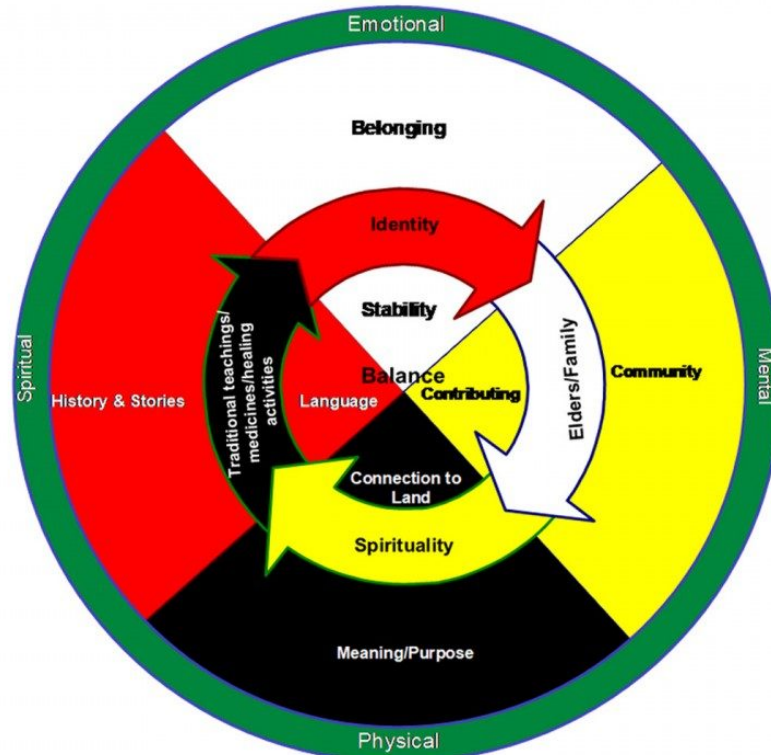 Emotional
Belonging
Identity
Stability
Balance
Spiritual
History & Stories
Traditional teachings/
medicines/healing
activities
Language
Contributing
Elders/Family
Community
Mental
Connection to
Land
Spirituality
Meaning/Purpose
Physical